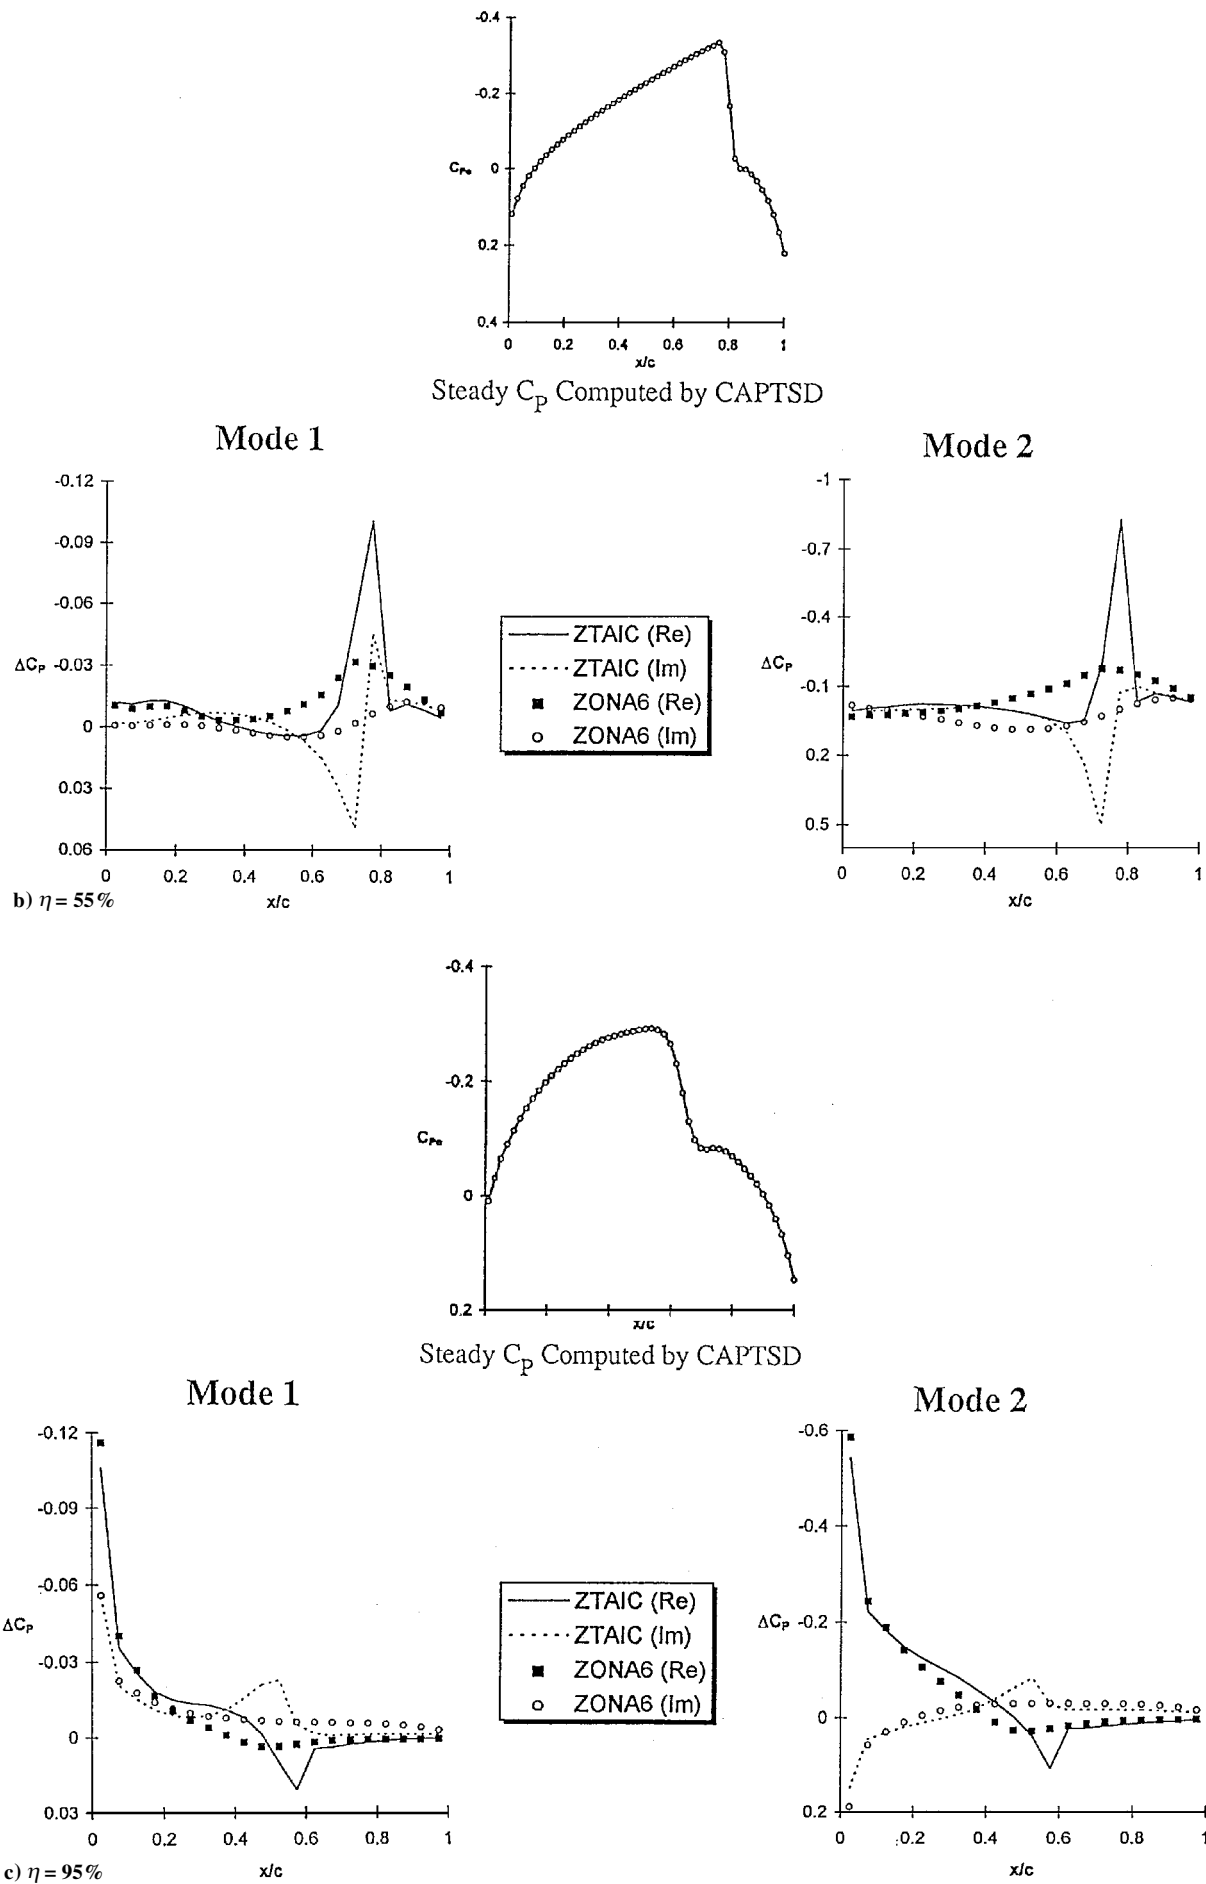 -0.4
-0.2
C_Po 0
0.2
0.4
0 0.2 0.4 0.6 0.8 1
x/c
Steady C_P Computed by CAPTSD
Mode 1
-0.12
-0.09
-0.06
ΔC_P -0.03
0
0.03
0.06
0 0.2 0.4 0.6 0.8 1
x/c
b) η = 55%
ZTAIC (Re)
ZTAIC (Im)
ZONA6 (Re)
ZONA6 (Im)
Mode 2
-1
-0.7
-0.4
ΔC_P
-0.1
0.2
0.5
0 0.2 0.4 0.6 0.8 1
x/c
-0.4
-0.2
C_Po
0
0.2
x/c
Steady C_P Computed by CAPTSD
Mode 1
-0.12
-0.09
-0.06
ΔC_P
-0.03
0
0.03
0 0.2 0.4 0.6 0.8 1
x/c
c) η = 95%
ZTAIC (Re)
ZTAIC (Im)
ZONA6 (Re)
ZONA6 (Im)
Mode 2
-0.6
-0.4
ΔC_P -0.2
0
0.2
0 0.2 0.4 0.6 0.8 1
x/c